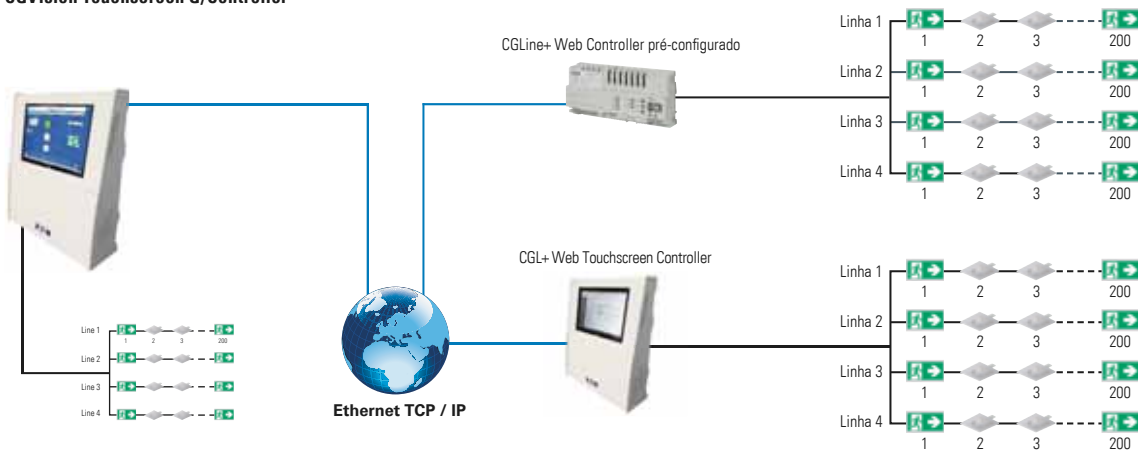 CGVision Touchscreen C/Controller
CGLine+ Web Controller pré-configurado
Linha 1
1 2 3 200
Linha 2
1 2 3 200
Linha 3
1 2 3 200
Linha 4
1 2 3 200
CGL+ Web Touchscreen Controller
Linha 1
1 2 3 200
Linha 2
1 2 3 200
Linha 3
1 2 3 200
Linha 4
1 2 3 200
Line 1
1 2 3 200
Line 2
Line 3
Line 4
Ethernet TCP / IP